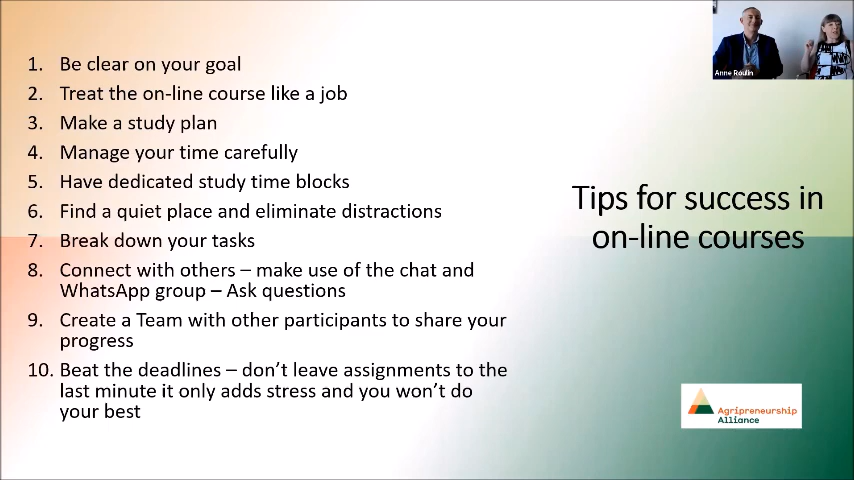 1. Be clear on your goal
2. Treat the on-line course like a job
3. Make a study plan
4. Manage your time carefully
5. Have dedicated study time blocks
6. Find a quiet place and eliminate distractions
7. Break down your tasks
8. Connect with others – make use of the chat and
WhatsApp group – Ask questions
9. Create a Team with other participants to share your
progress
10. Beat the deadlines – don't leave assignments to the
last minute it only adds stress and you won't do
your best
Tips for success in
on-line courses
Anne Roulin
Agripreneurship
Alliance